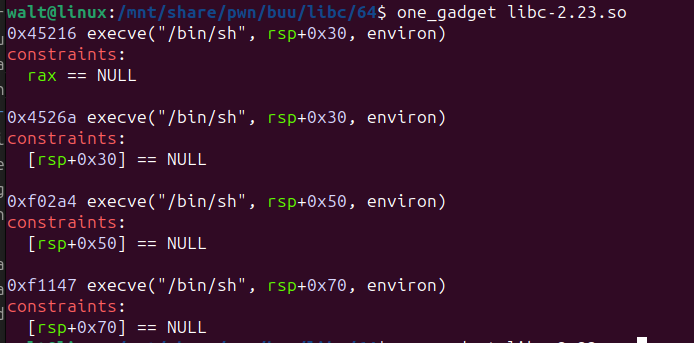 walt@linux:/mnt/share/pwn/buu/libc/64$ one_gadget libc-2.23.so
0x45216 execve("/bin/sh", rsp+0x30, environ)
constraints:
  rax == NULL

0x4526a execve("/bin/sh", rsp+0x30, environ)
constraints:
  [rsp+0x30] == NULL

0xf02a4 execve("/bin/sh", rsp+0x50, environ)
constraints:
  [rsp+0x50] == NULL

0xf1147 execve("/bin/sh", rsp+0x70, environ)
constraints:
  [rsp+0x70] == NULL